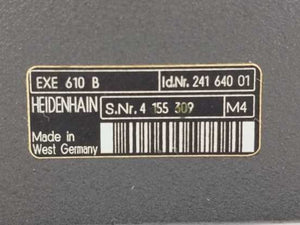 EXE 610 B Id.Nr. 241 640 01
HEIDENHAIN S.Nr. 4 155 309 M4
Made in
West Germany